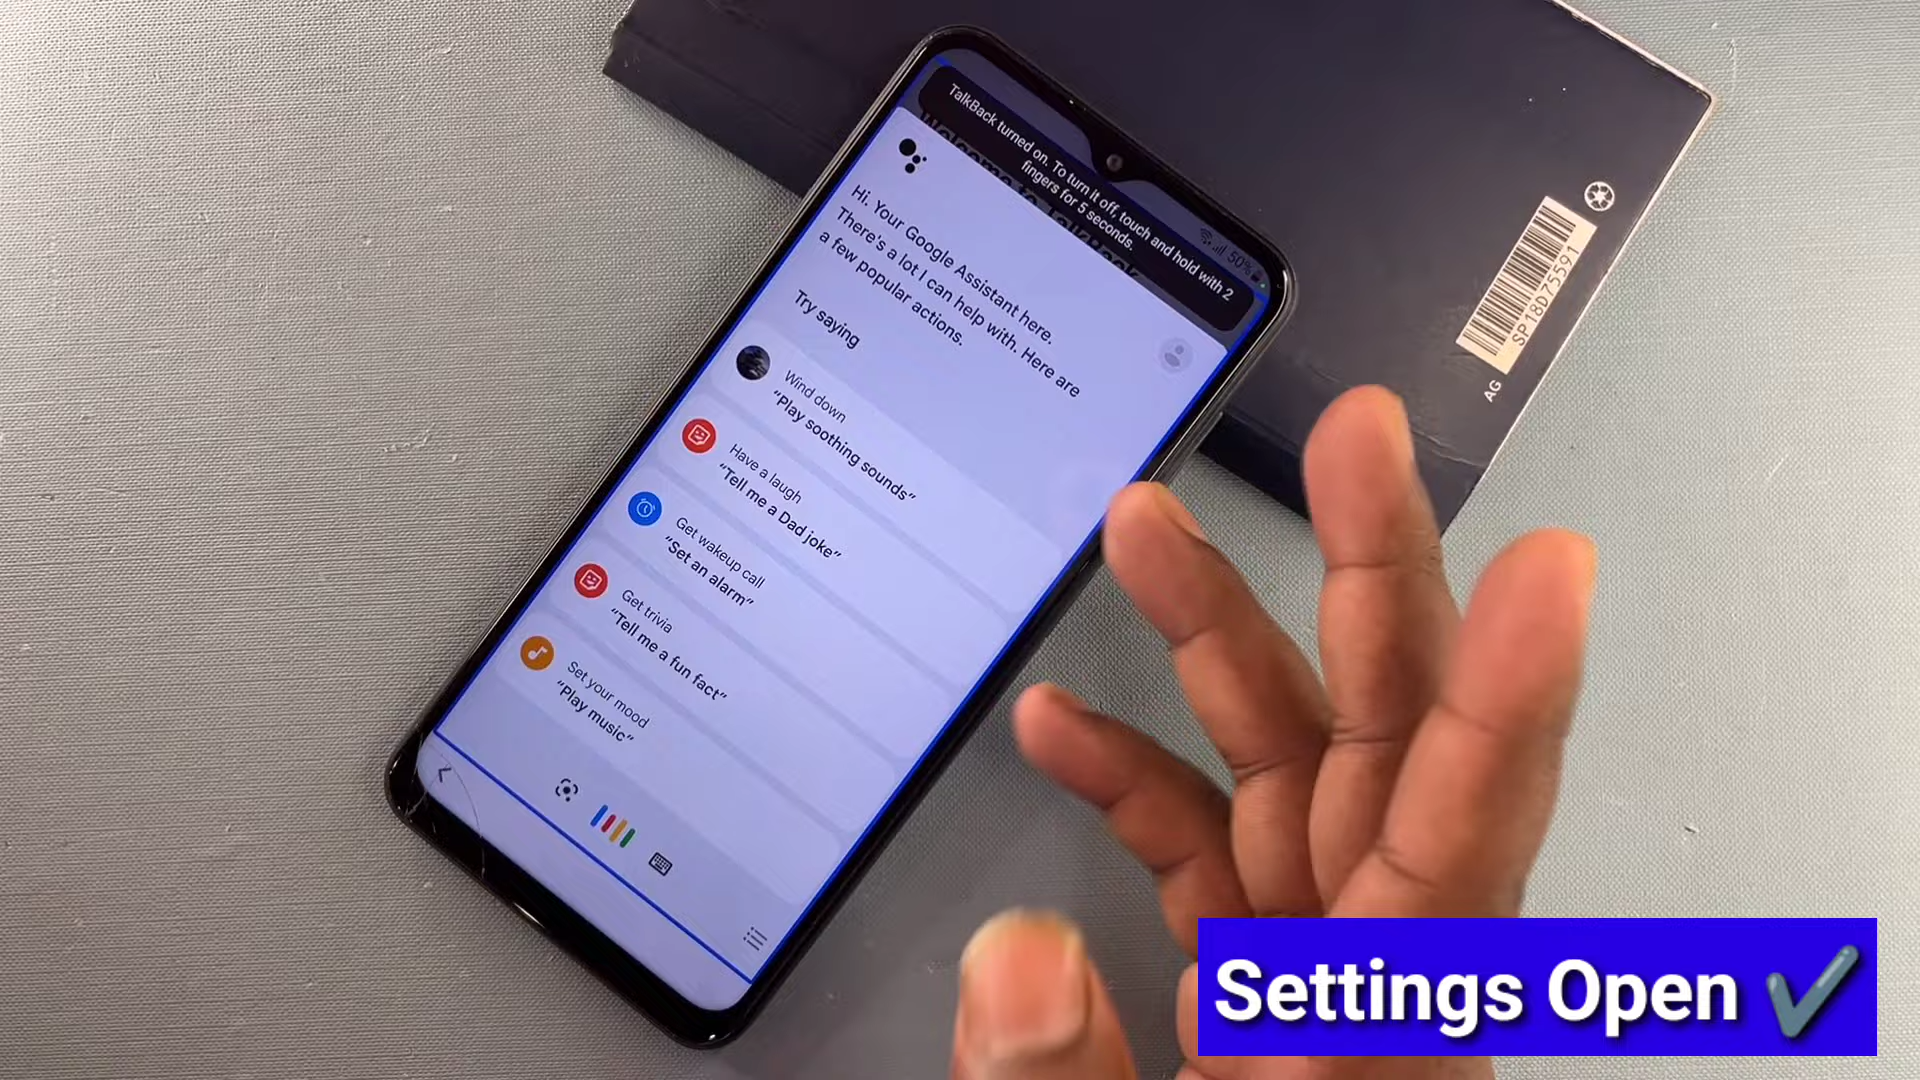 TalkBack turned on. To turn it off, touch and hold with 2
fingers for 5 seconds.
50%
Hi. Your Google Assistant here.
There's a lot I can help with. Here are
a few popular actions.
Try saying
Wind down
"Play soothing sounds"
Have a laugh
"Tell me a Dad joke"
Get wakeup call
"Set an alarm"
Get trivia
"Tell me a fun fact"
Set your mood
"Play music"
SP18D75591
AG
Settings Open